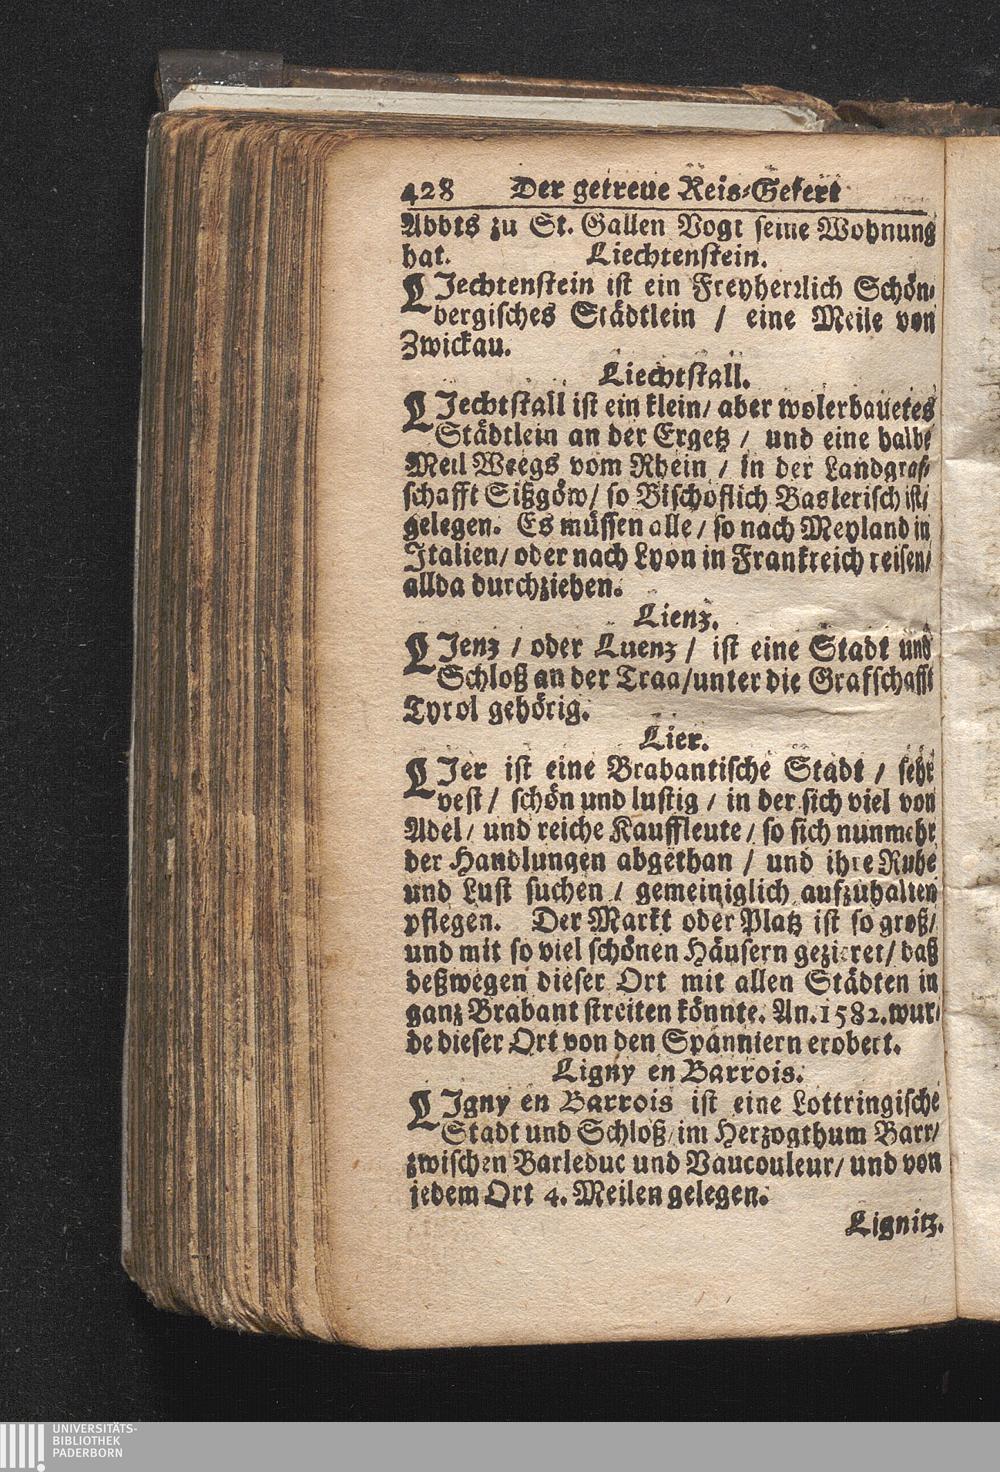 428 Der getreue Reis-Gefert
Abbts zu St. Gallen Vogt seine Wohnung
hat. Liechtenstein.
LIechtenstein ist ein Freyherrlich Schön-
bergisches Städtlein / eine Meile von
Zwickau.
Liechtstall.
LIechtstall ist ein klein/ aber wolerbauetes
Städtlein an der Ergetz / und eine halbe
Meil Weegs vom Rhein / in der Landgraf-
schafft Sißgöw/ so Bischoflich Baslerisch ist/
gelegen. Es müssen alle / so nach Meyland in
Italien/ oder nach Lyon in Frankreich reisen/
allda durchziehen.
Lienz.
LIenz / oder Luenz / ist eine Stadt und
Schloß an der Traa/unter die Grafschafft
Tyrol gehörig.
Lier.
LIer ist eine Brabantische Stadt / sehr
vest / schön und lustig / in der sich viel von
Adel / und reiche Kauffleute / so sich nunmehr
der Handlungen abgethan / und ihre Ruhe
und Lust suchen / gemeiniglich aufzuhalten
pflegen. Der Markt oder Platz ist so groß/
und mit so viel schönen Häusern gezieret/ daß
deßwegen dieser Ort mit allen Städten in
ganz Brabant streiten könnte. An. 1582. wur-
de dieser Ort von den Spänniern erobert.
Ligny en Barrois.
LIgny en Barrois ist eine Lottringische
Stadt und Schloß/ im Herzogthum Barr/
zwischen Barleduc und Vaucouleur/ und von
jedem Ort 4. Meilen gelegen.
Lignitz.
UNIVERSITÄTS-
BIBLIOTHEK
PADERBORN